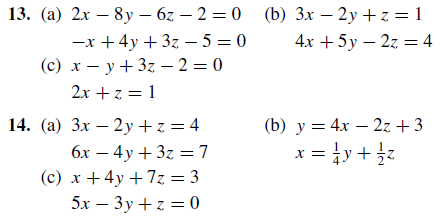 13. (a) 2x − 8y − 6z − 2 = 0 (b) 3x − 2y + z = 1
−x + 4y + 3z − 5 = 0 4x + 5y − 2z = 4
(c) x − y + 3z − 2 = 0
2x + z = 1
14. (a) 3x − 2y + z = 4 (b) y = 4x − 2z + 3
6x − 4y + 3z = 7 x = 1/4 y + 1/2 z
(c) x + 4y + 7z = 3
5x − 3y + z = 0